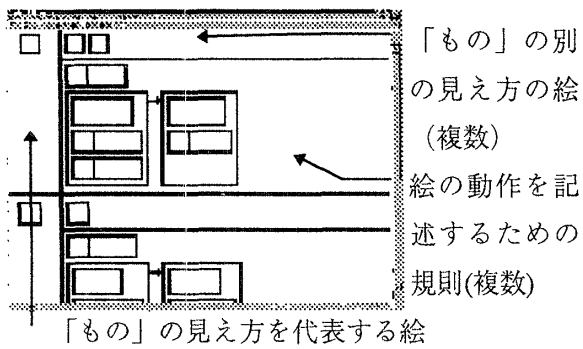 「もの」の別
の見え方の絵
（複数）
絵の動作を記
述するための
規則(複数)
「もの」の見え方を代表する絵